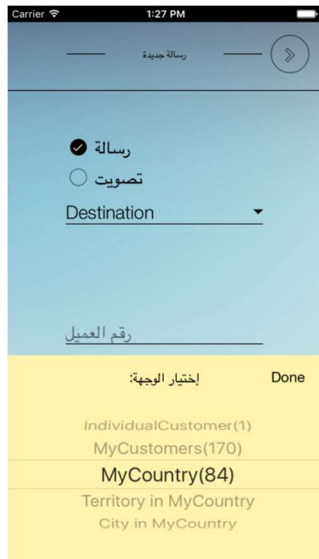 Carrier 1:27 PM
رسالة جديدة
رسالة
تصويت
Destination
رقم العميل
إختيار الوجهة: Done
IndividualCustomer(1)
MyCustomers(170)
MyCountry(84)
Territory in MyCountry
City in MyCountry